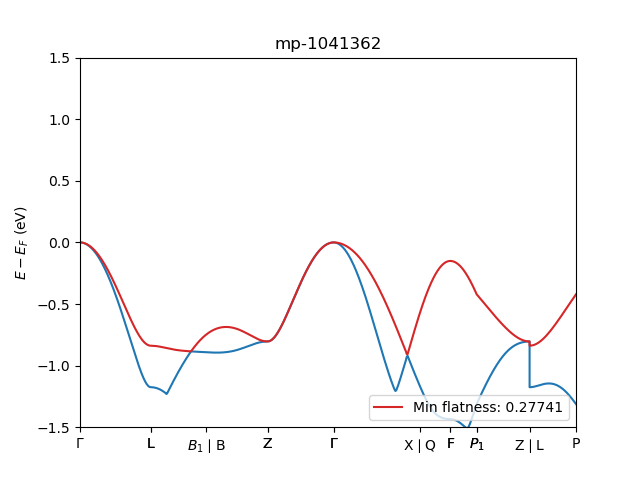 mp-1041362
E − E_F (eV)
1.5
1.0
0.5
0.0
−0.5
−1.0
−1.5
Min flatness: 0.27741
Γ L B₁ | B Z Γ X | Q F P₁ Z | L P